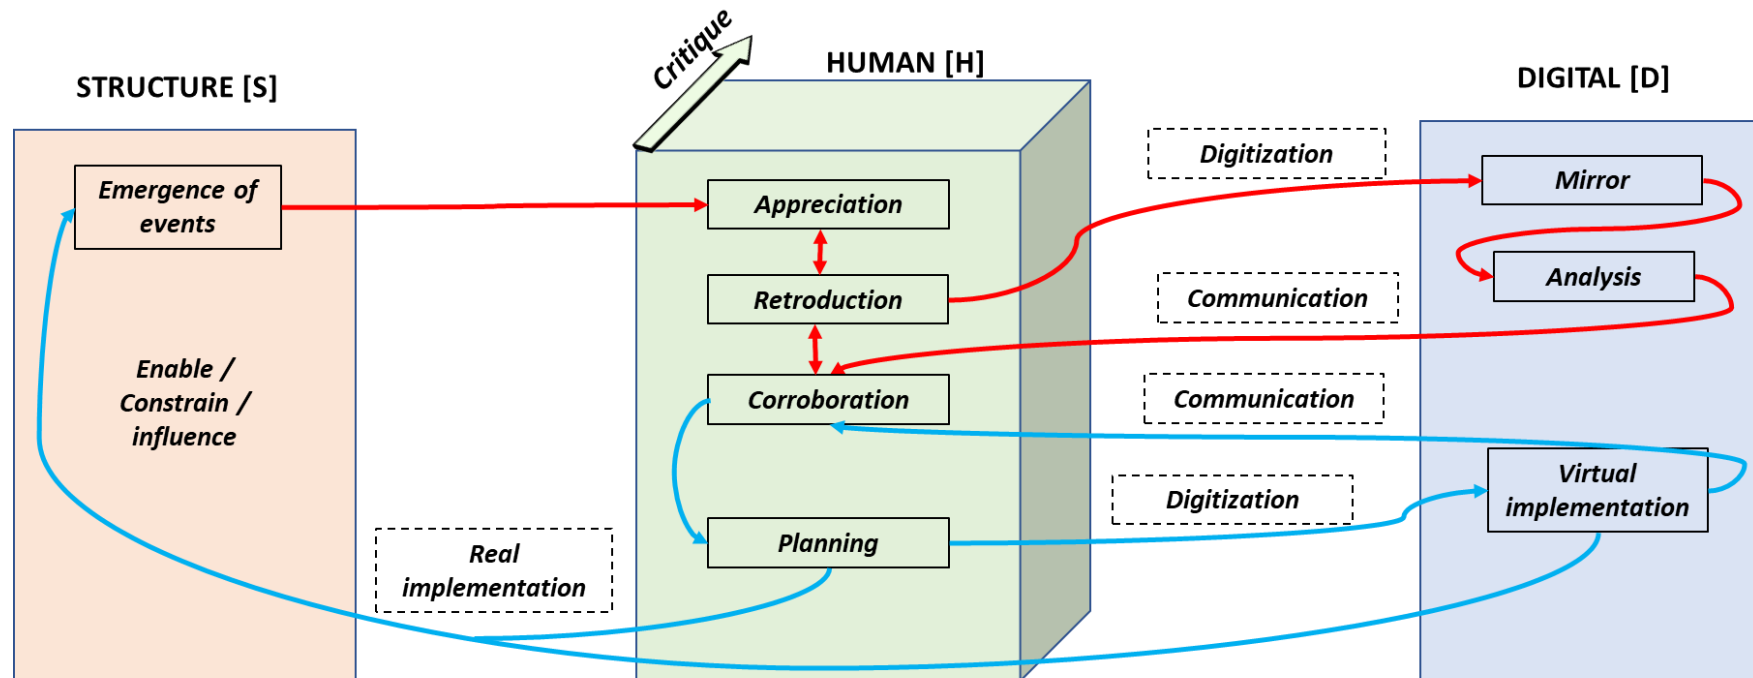 STRUCTURE [S]
Emergence of
events
Enable /
Constrain /
influence
Real
implementation
Critique
HUMAN [H]
Appreciation
Retroduction
Corroboration
Planning
Digitization
Communication
Communication
Digitization
DIGITAL [D]
Mirror
Analysis
Virtual
implementation